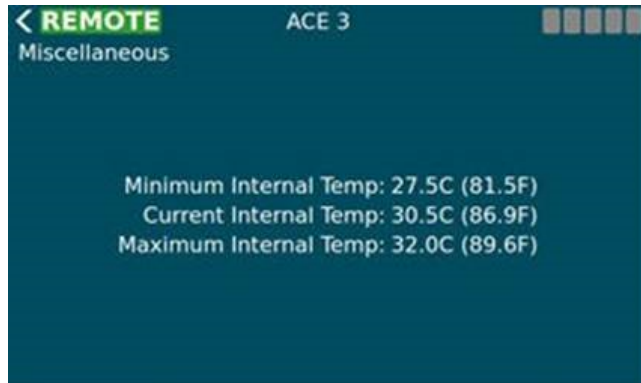 < REMOTE ACE 3
Miscellaneous
Minimum Internal Temp: 27.5C (81.5F)
Current Internal Temp: 30.5C (86.9F)
Maximum Internal Temp: 32.0C (89.6F)